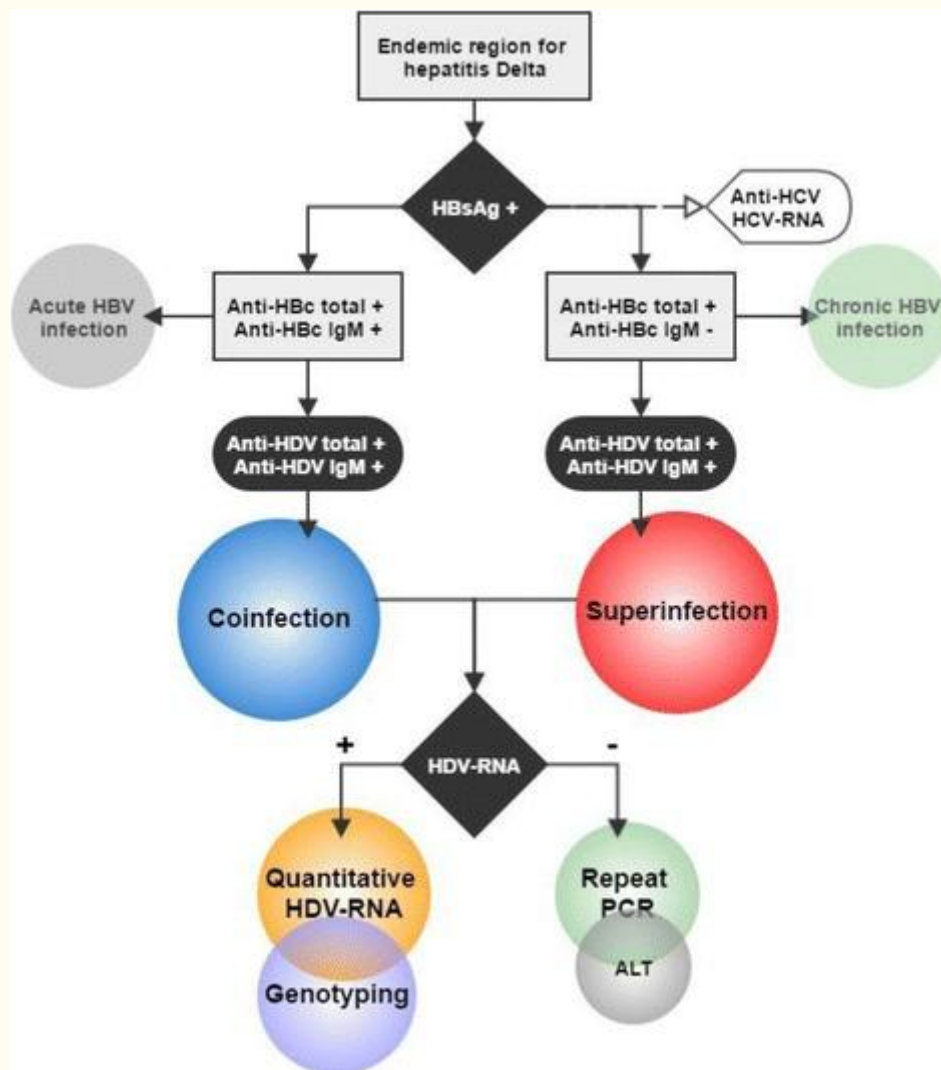 Endemic region for
hepatitis Delta
HBsAg +
Anti-HCV
HCV-RNA
Acute HBV
infection
Anti-HBc total +
Anti-HBc IgM +
Anti-HBc total +
Anti-HBc IgM -
Chronic HBV
infection
Anti-HDV total +
Anti-HDV IgM +
Anti-HDV total +
Anti-HDV IgM +
Coinfection
Superinfection
+
-
HDV-RNA
Quantitative
HDV-RNA
Genotyping
Repeat
PCR
ALT